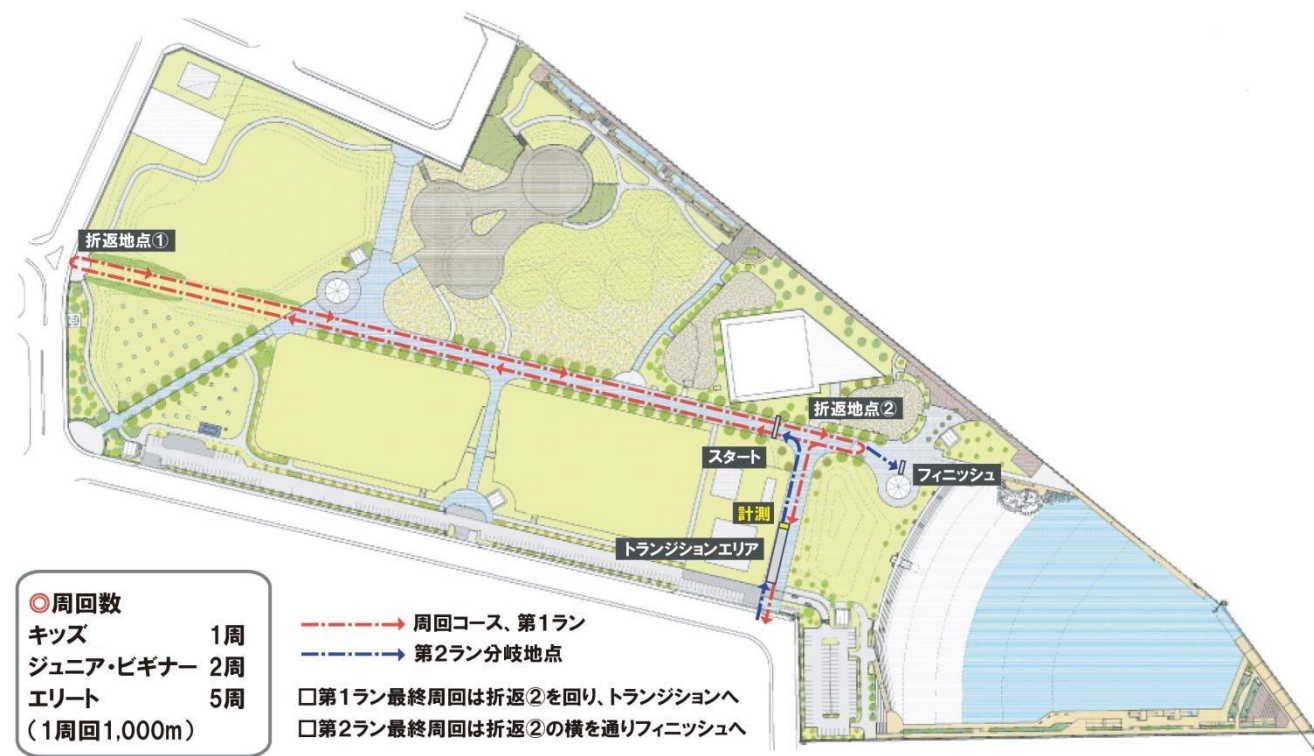 折返地点①
折返地点②
スタート
フィニッシュ
計測
トランジションエリア
◎周回数
キッズ 1周
ジュニア・ビギナー 2周
エリート 5周
(1周回1,000m)
周回コース、第1ラン
第2ラン分岐地点
□第1ラン最終周回は折返②を回り、トランジションへ
□第2ラン最終周回は折返②の横を通りフィニッシュへ